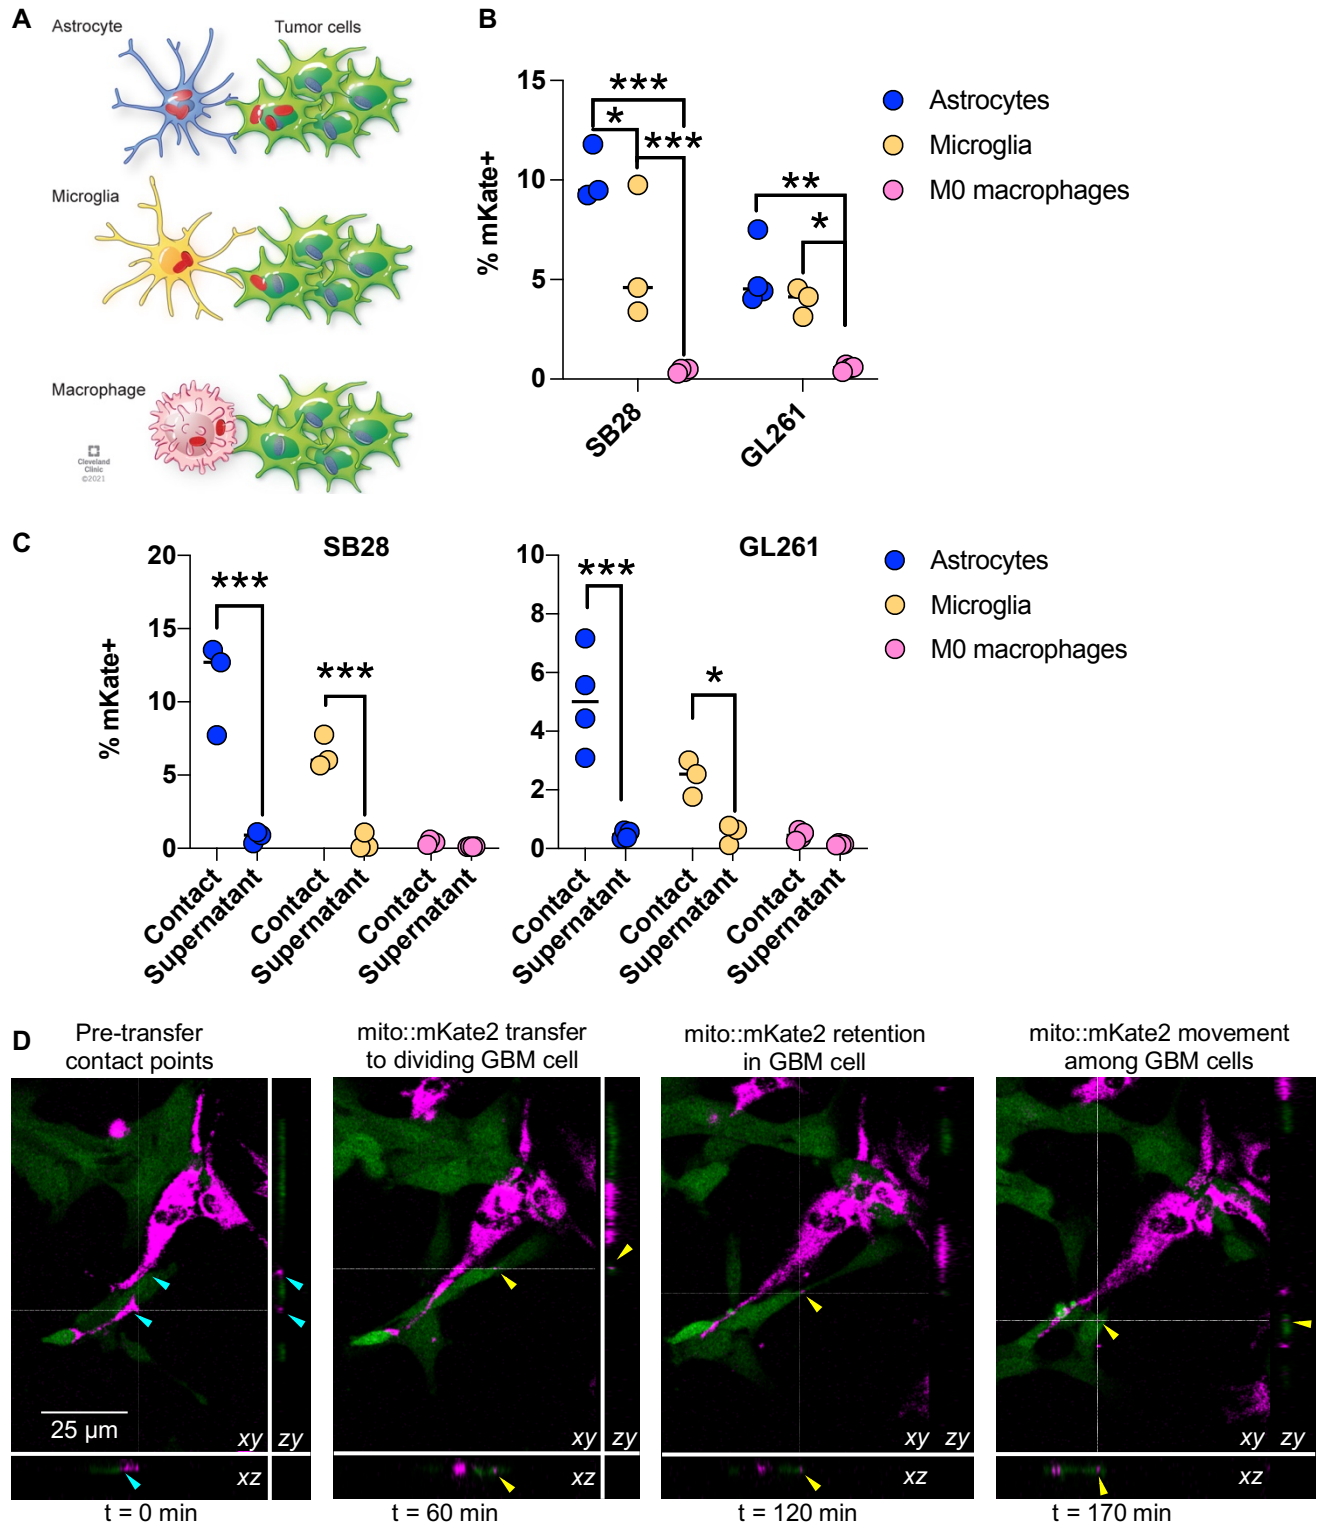 A
Astrocyte
Tumor cells
Microglia
Macrophage
Cleveland
Clinic
©2021
B
15
10
5
0
% mKate+
***
*
***
**
*
SB28
GL261
Astrocytes
Microglia
M0 macrophages
C
SB28
20
15
10
5
0
% mKate+
***
***
Contact
Supernatant
Contact
Supernatant
Contact
Supernatant
GL261
10
8
6
4
2
0
***
*
Contact
Supernatant
Contact
Supernatant
Contact
Supernatant
Astrocytes
Microglia
M0 macrophages
D
Pre-transfer
contact points
25 µm
xy
zy
xz
t = 0 min
mito::mKate2 transfer
to dividing GBM cell
xy
zy
xz
t = 60 min
mito::mKate2 retention
in GBM cell
xy
zy
xz
t = 120 min
mito::mKate2 movement
among GBM cells
xy
zy
xz
t = 170 min